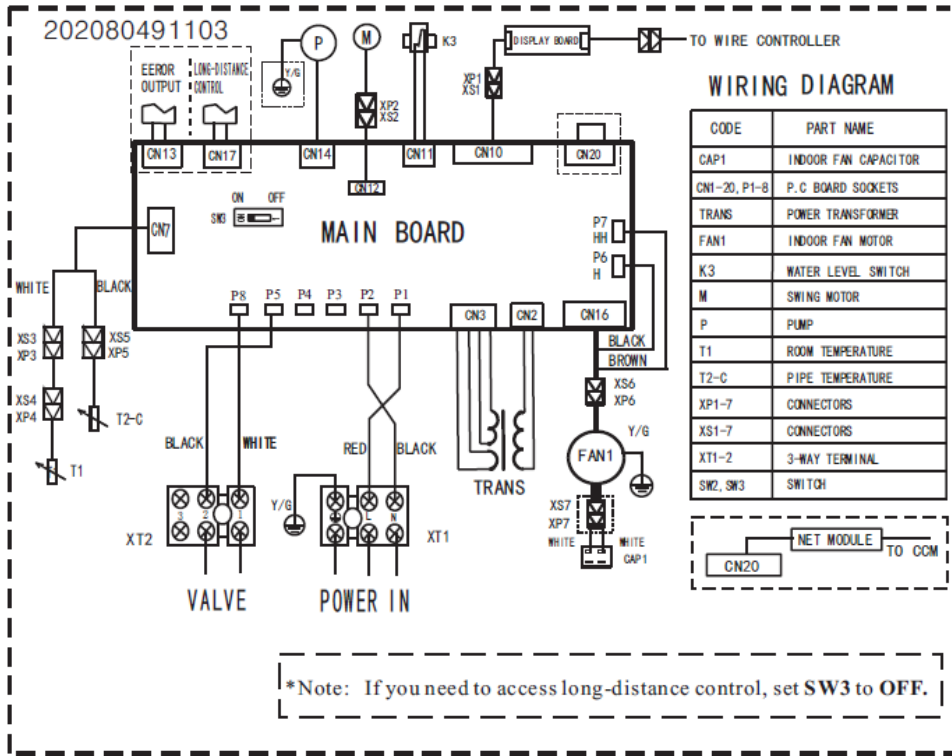 202080491103
EEROR OUTPUT
LONG-DISTANCE CONTROL
Y/G
P
M
K3
DISPLAY BOARD
TO WIRE CONTROLLER
XP1
XS1
XP2
XS2
CN13
CN17
CN14
CN11
CN10
CN20
CN12
ON OFF
SW3
CN7
MAIN BOARD
P7
HH
P6
H
WHITE
BLACK
P8 P5 P4 P3 P2 P1
CN3
CN2
CN16
BLACK
BROWN
XS3
XP3
XS5
XP5
XS4
XP4
T2-C
T1
XS6
XP6
BLACK
WHITE
RED
BLACK
Y/G
FAN1
TRANS
Y/G
3 2 1
L N
XT2
XT1
XS7
XP7
WHITE
WHITE
CAP1
VALVE
POWER IN
WIRING DIAGRAM
CODE PART NAME
CAP1 INDOOR FAN CAPACITOR
CN1-20, P1-8 P.C BOARD SOCKETS
TRANS POWER TRANSFORMER
FAN1 INDOOR FAN MOTOR
K3 WATER LEVEL SWITCH
M SWING MOTOR
P PUMP
T1 ROOM TEMPERATURE
T2-C PIPE TEMPERATURE
XP1-7 CONNECTORS
XS1-7 CONNECTORS
XT1-2 3-WAY TERMINAL
SW2, SW3 SWITCH
NET MODULE
TO CCM
CN20
*Note: If you need to access long-distance control, set SW3 to OFF.